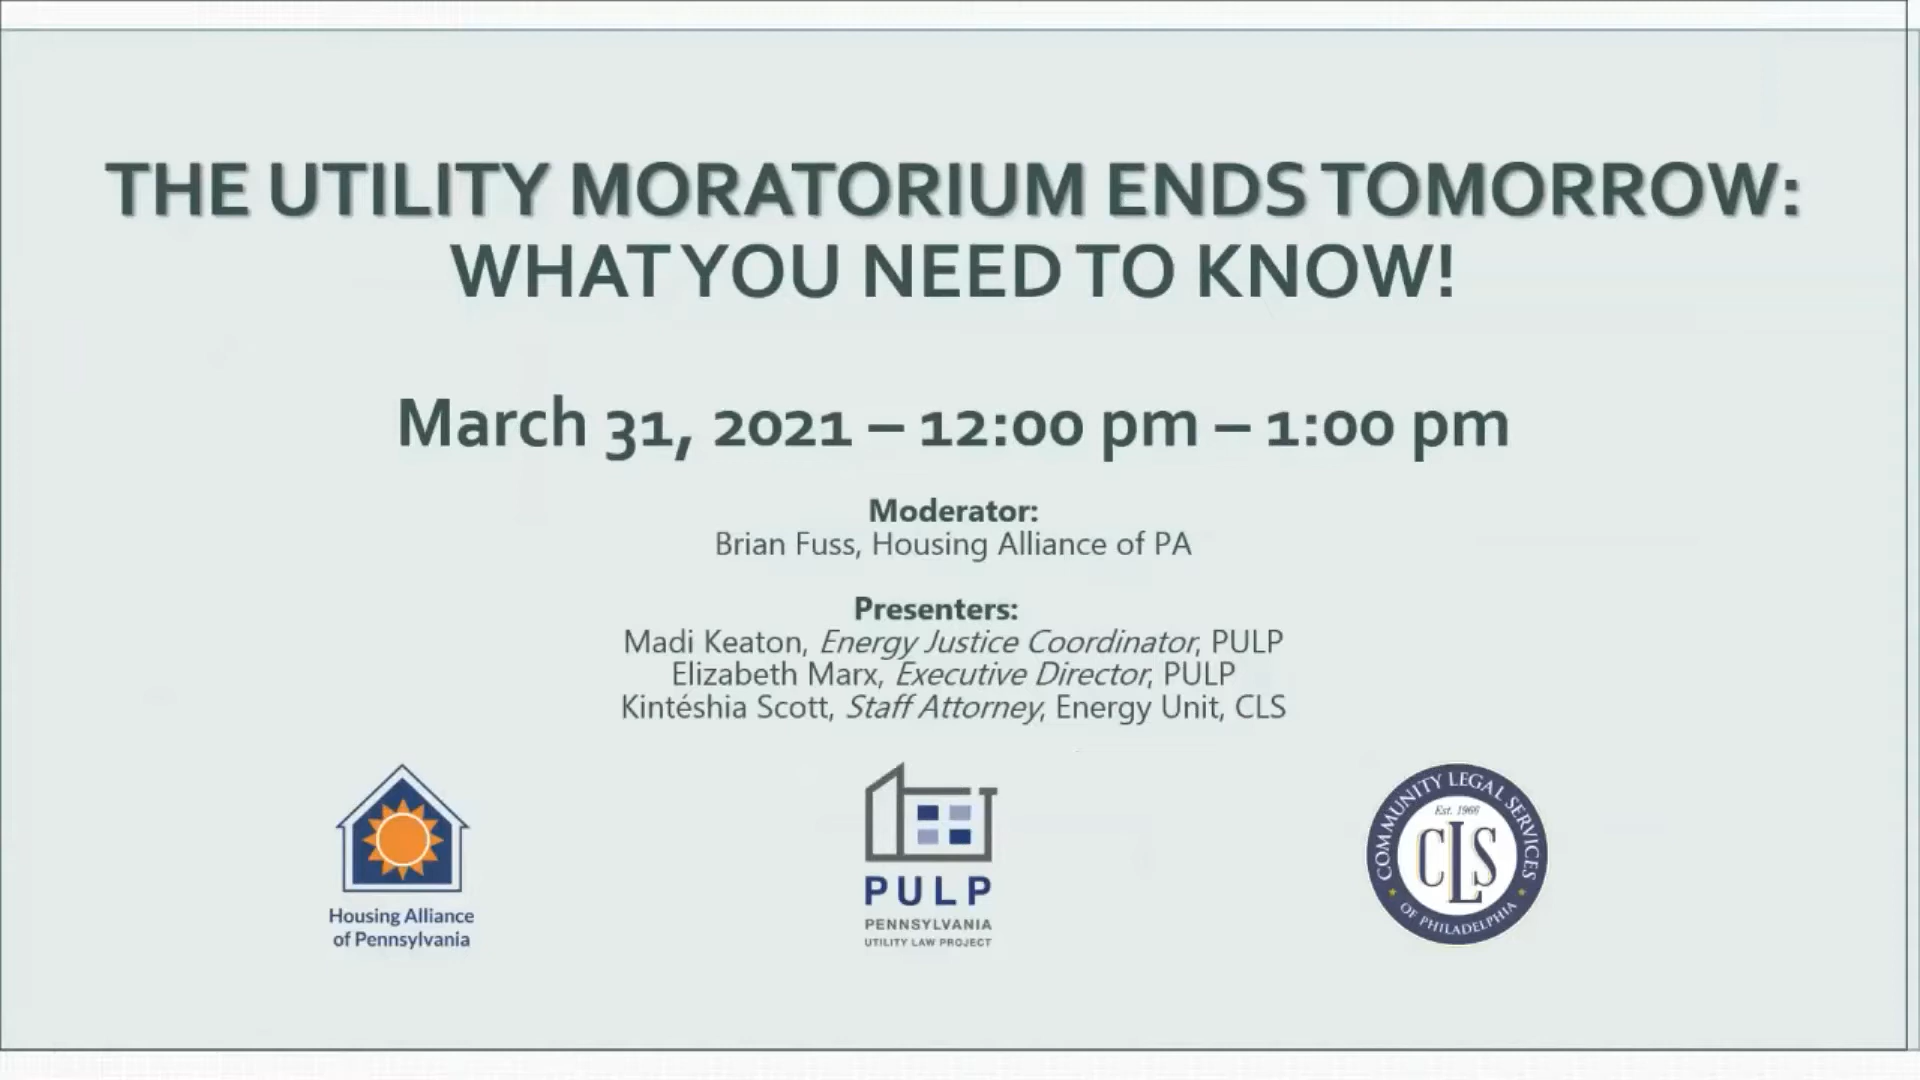 THE UTILITY MORATORIUM ENDS TOMORROW:
WHAT YOU NEED TO KNOW!
March 31, 2021 – 12:00 pm – 1:00 pm
Moderator:
Brian Fuss, Housing Alliance of PA
Presenters:
Madi Keaton, Energy Justice Coordinator, PULP
Elizabeth Marx, Executive Director, PULP
Kintéshia Scott, Staff Attorney, Energy Unit, CLS
Housing Alliance
of Pennsylvania
PULP
PENNSYLVANIA
UTILITY LAW PROJECT
COMMUNITY LEGAL SERVICES
Est. 1966
CLS
OF PHILADELPHIA